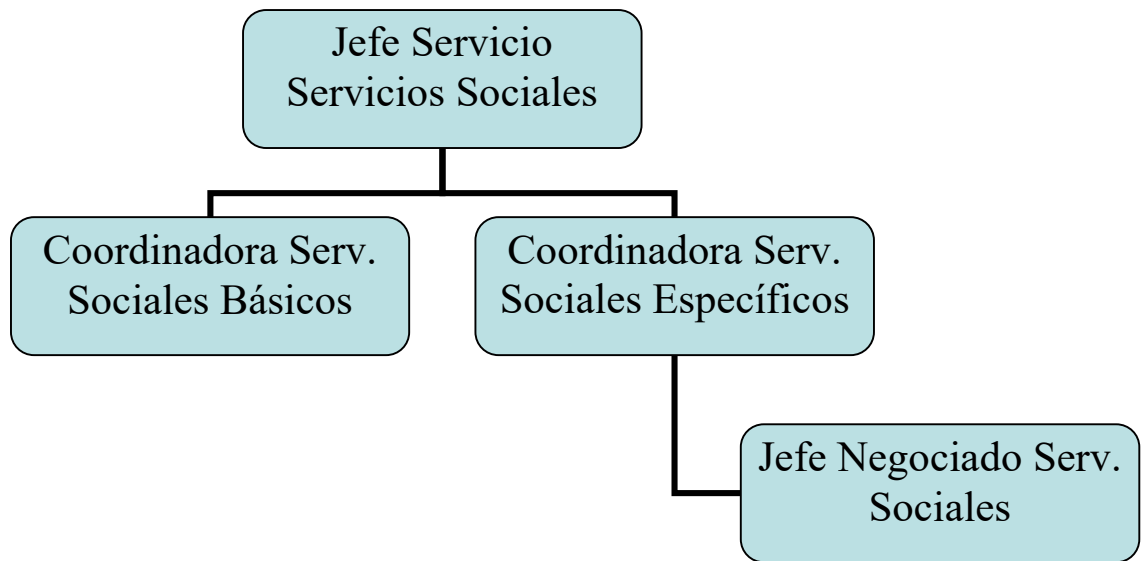 Jefe Servicio
Servicios Sociales
Coordinadora Serv.
Sociales Básicos
Coordinadora Serv.
Sociales Específicos
Jefe Negociado Serv.
Sociales